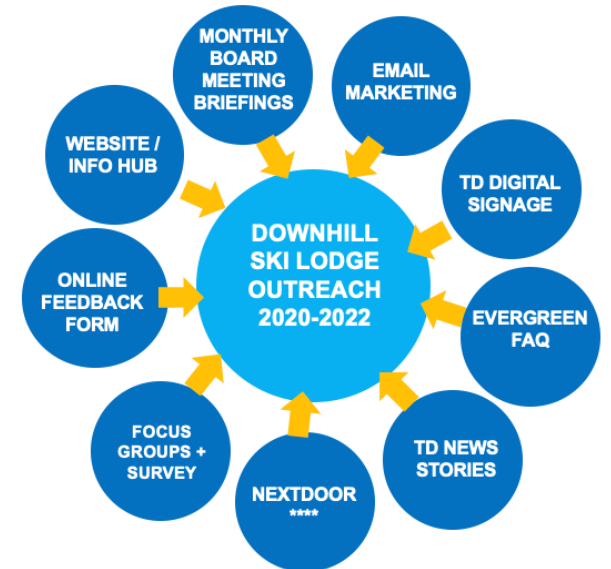 MONTHLY
BOARD
MEETING
BRIEFINGS
EMAIL
MARKETING
TD DIGITAL
SIGNAGE
EVERGREEN
FAQ
TD NEWS
STORIES
NEXTDOOR
****
FOCUS
GROUPS +
SURVEY
ONLINE
FEEDBACK
FORM
WEBSITE /
INFO HUB
DOWNHILL
SKI LODGE
OUTREACH
2020-2022